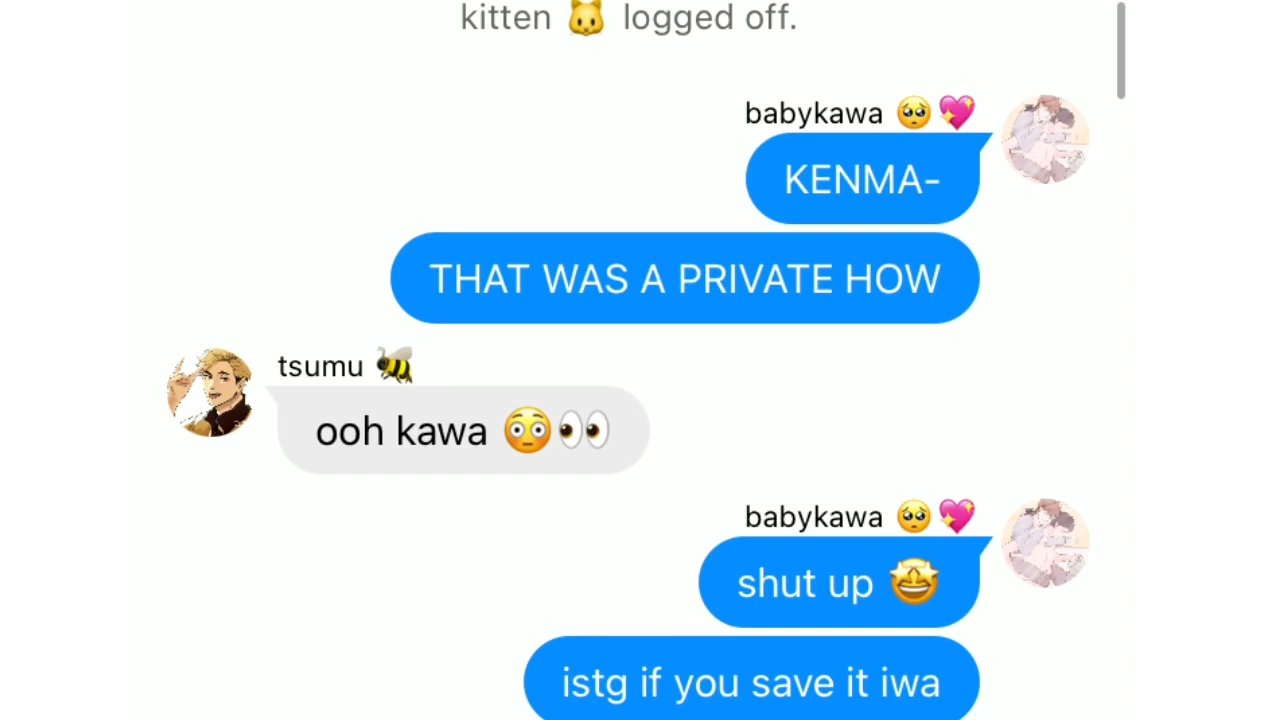 kitten 🐱 logged off.
babykawa 🥺💖
KENMA-
THAT WAS A PRIVATE HOW
tsumu 🐝
ooh kawa 😳👀
babykawa 🥺💖
shut up 🤩
istg if you save it iwa